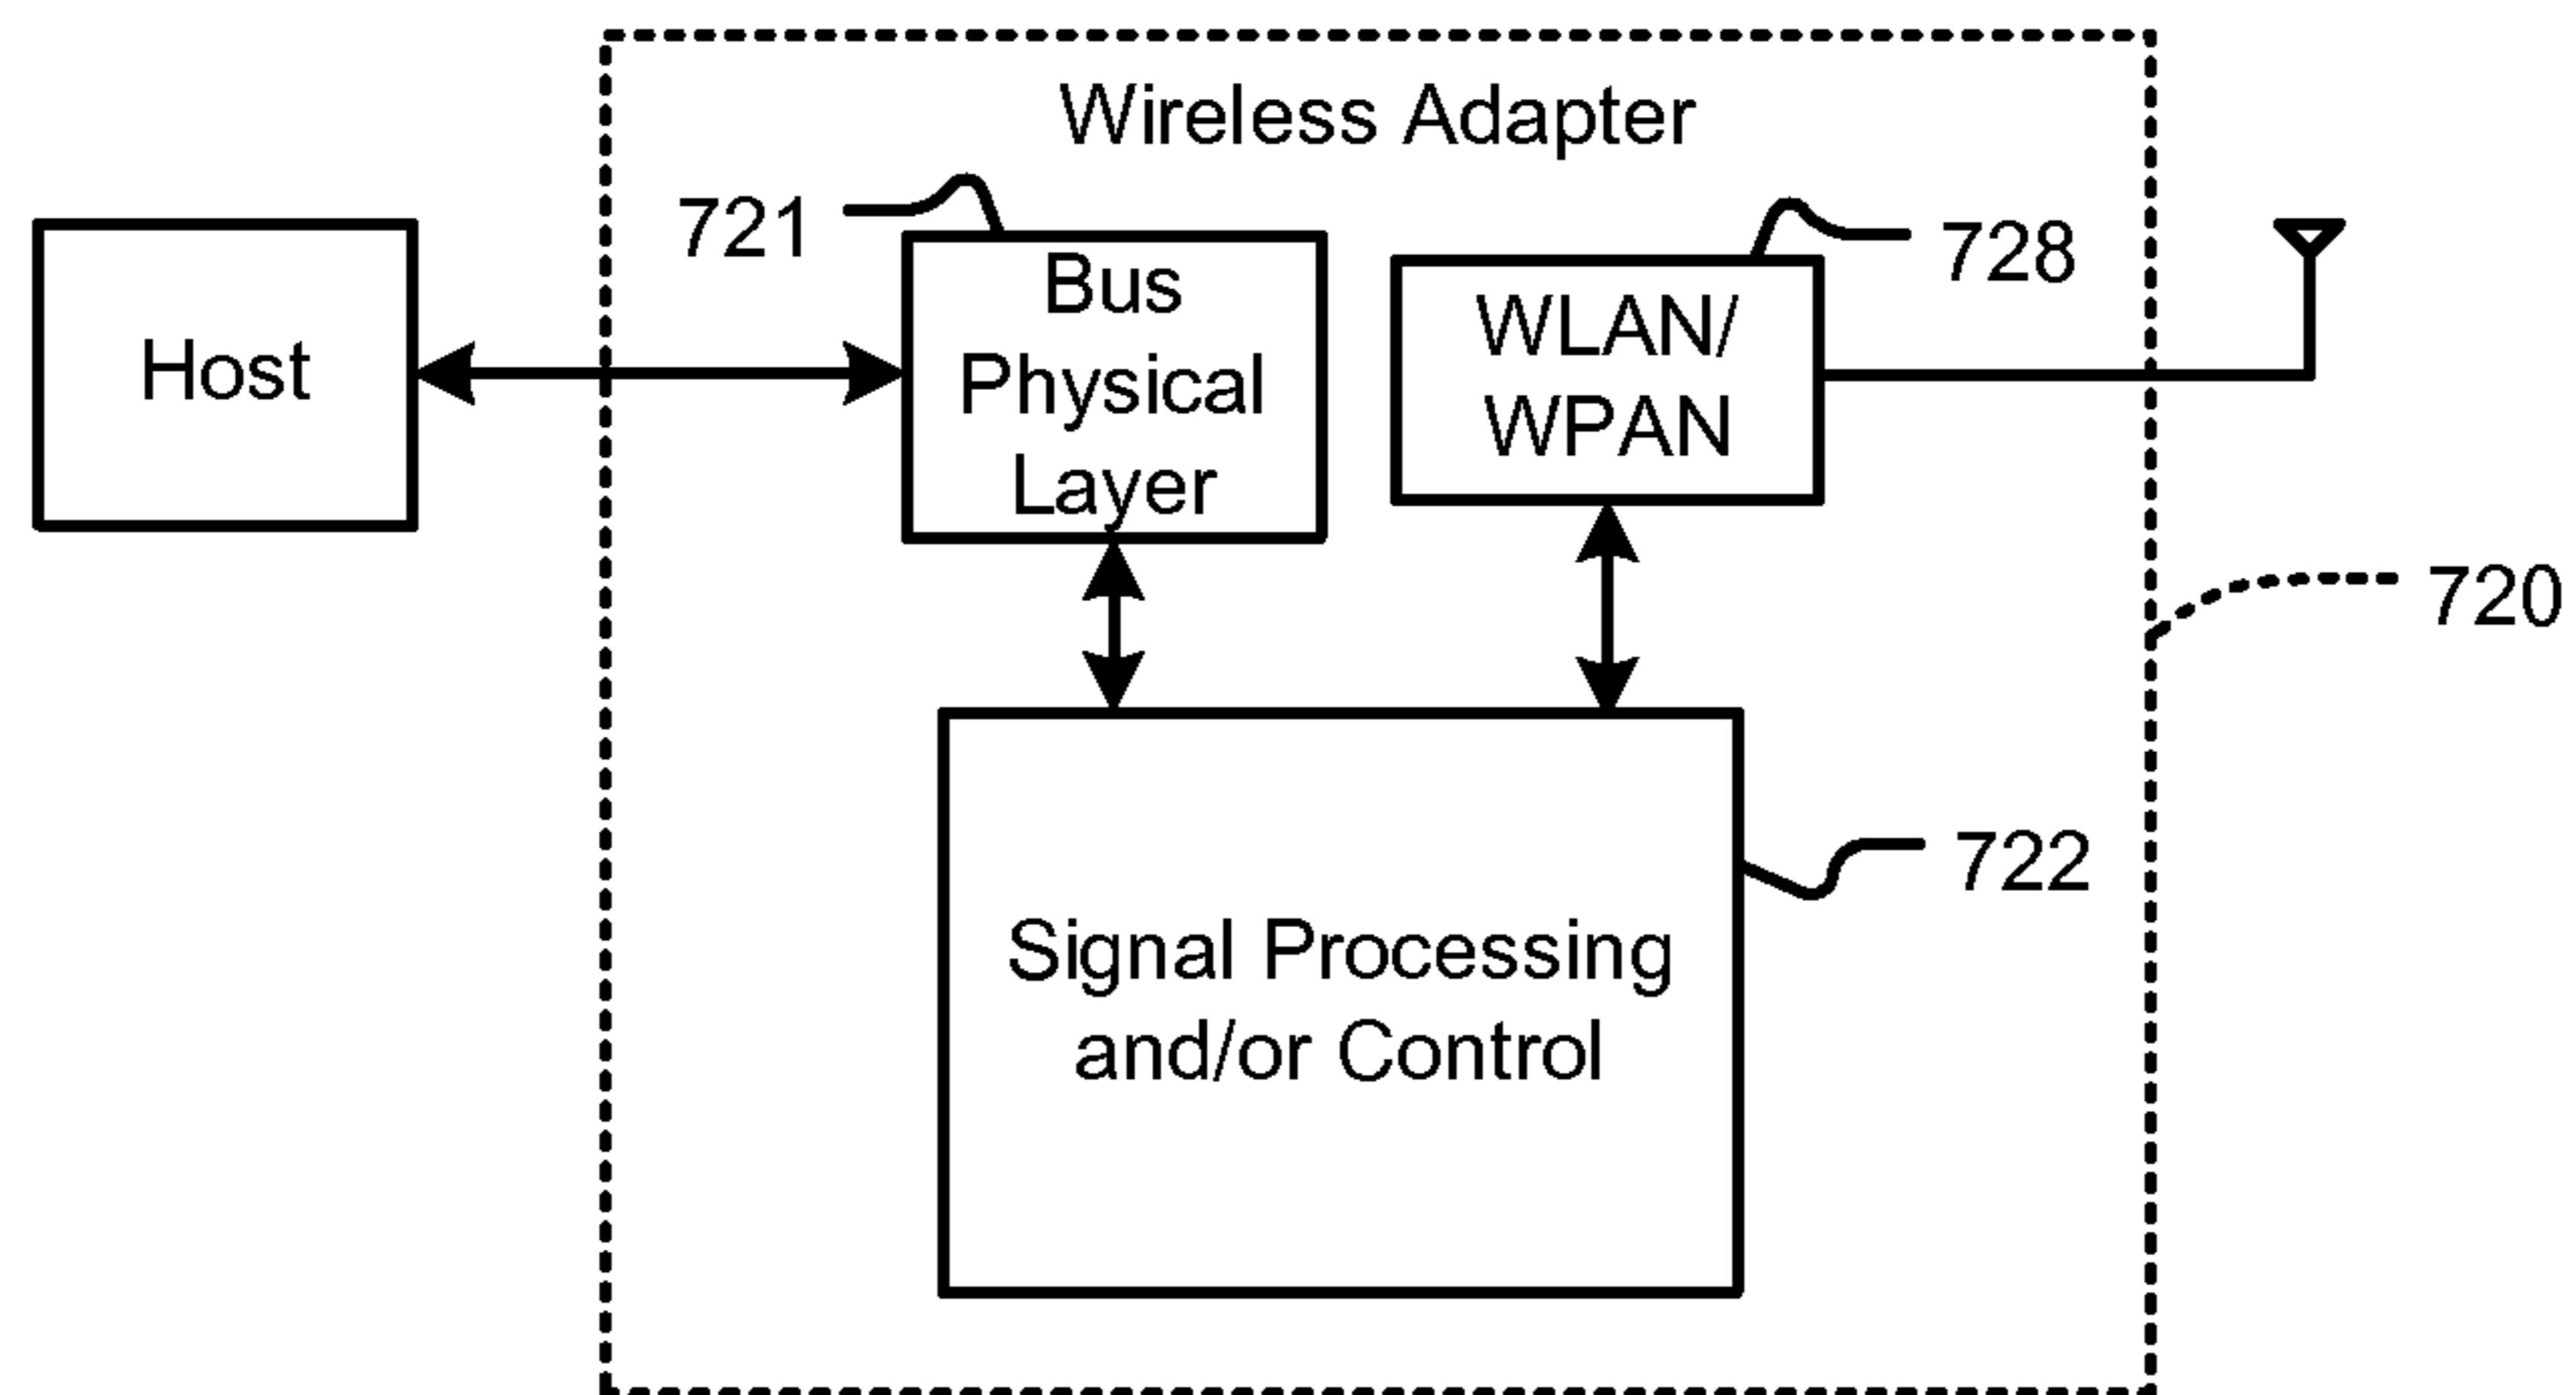 Wireless Adapter
721
728
Host
Bus
Physical
Layer
WLAN/
WPAN
720
722
Signal Processing
and/or Control